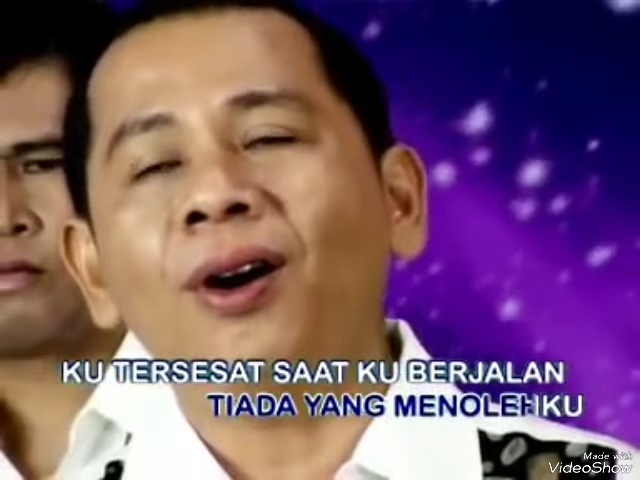 KU TERSESAT SAAT KU BERJALAN
TIADA YANG MENOLEHKU
Made with
VideoShow